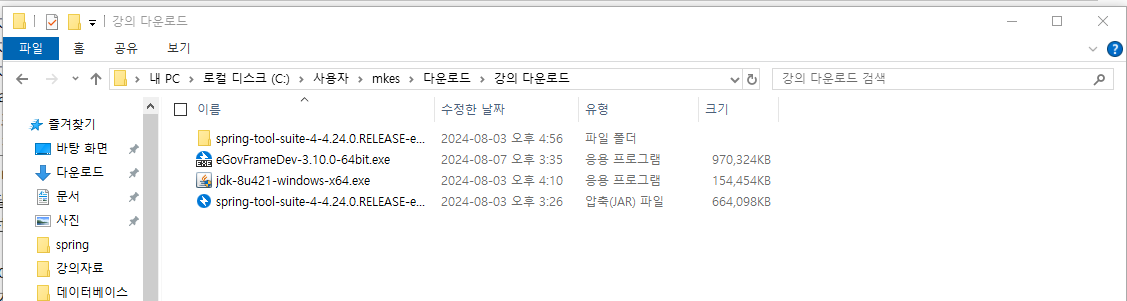 강의 다운로드
파일 홈 공유 보기
내 PC 로컬 디스크 (C:) 사용자 mkes 다운로드 강의 다운로드 강의 다운로드 검색
이름 수정한 날짜 유형 크기
즐겨찾기
바탕 화면
다운로드
문서
사진
spring
강의자료
데이터베이스
spring-tool-suite-4-4.24.0.RELEASE-e... 2024-08-03 오후 4:56 파일 폴더
eGovFrameDev-3.10.0-64bit.exe 2024-08-07 오후 3:35 응용 프로그램 970,324KB
jdk-8u421-windows-x64.exe 2024-08-03 오후 4:10 응용 프로그램 154,454KB
spring-tool-suite-4-4.24.0.RELEASE-e... 2024-08-03 오후 3:26 압축(JAR) 파일 664,098KB